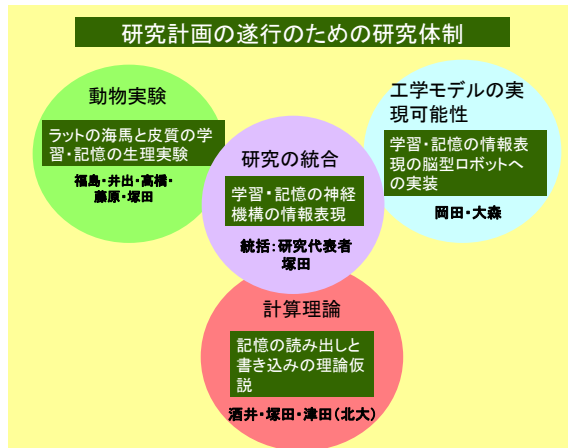 研究計画の遂行のための研究体制
動物実験
ラットの海馬と皮質の学
習・記憶の生理実験
福島・井出・高橋・
藤原・塚田
工学モデルの実
現可能性
学習・記憶の情報表
現の脳型ロボットへ
の実装
岡田・大森
研究の統合
学習・記憶の神経
機構の情報表現
統括：研究代表者
塚田
計算理論
記憶の読み出しと
書き込みの理論仮
説
酒井・塚田・津田（北大）